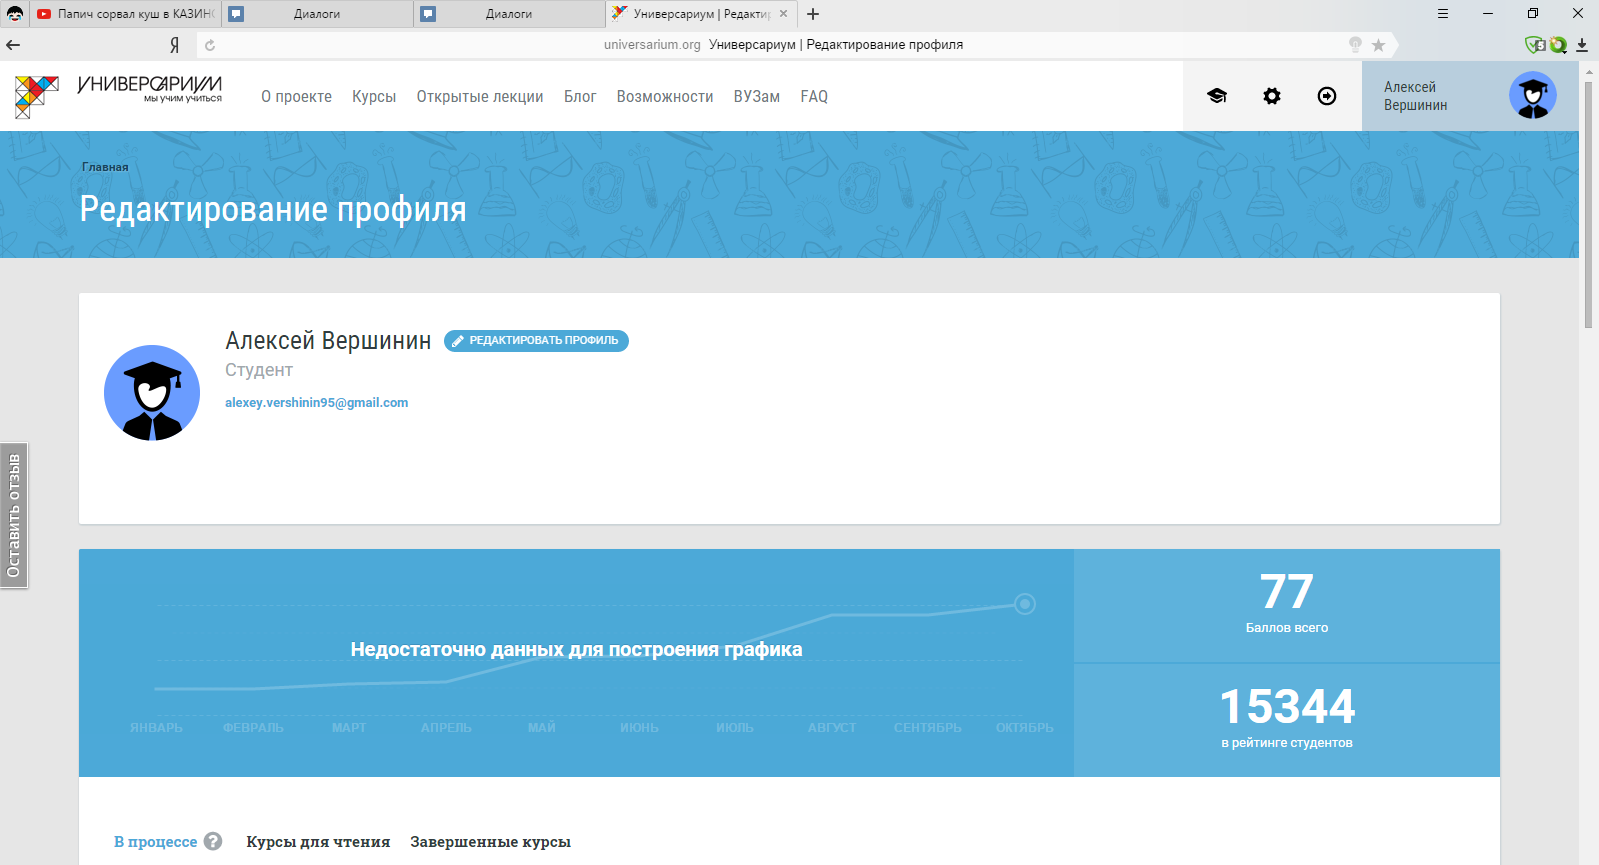 Папич сорвал куш в КАЗИНО
Диалоги
Диалоги
Универсариум | Редакти
Я
universarium.org Универсариум | Редактирование профиля
УНИВЕРСАРИУМ
мы учим учиться
О проекте Курсы Открытые лекции Блог Возможности ВУЗам FAQ
Алексей
Вершинин
Главная
Редактирование профиля
Алексей Вершинин
РЕДАКТИРОВАТЬ ПРОФИЛЬ
Студент
alexey.vershinin95@gmail.com
Оставить отзыв
Недостаточно данных для построения графика
ЯНВАРЬ ФЕВРАЛЬ МАРТ АПРЕЛЬ МАЙ ИЮНЬ ИЮЛЬ АВГУСТ СЕНТЯБРЬ ОКТЯБРЬ
77
Баллов всего
15344
в рейтинге студентов
В процессе ? Курсы для чтения Завершенные курсы